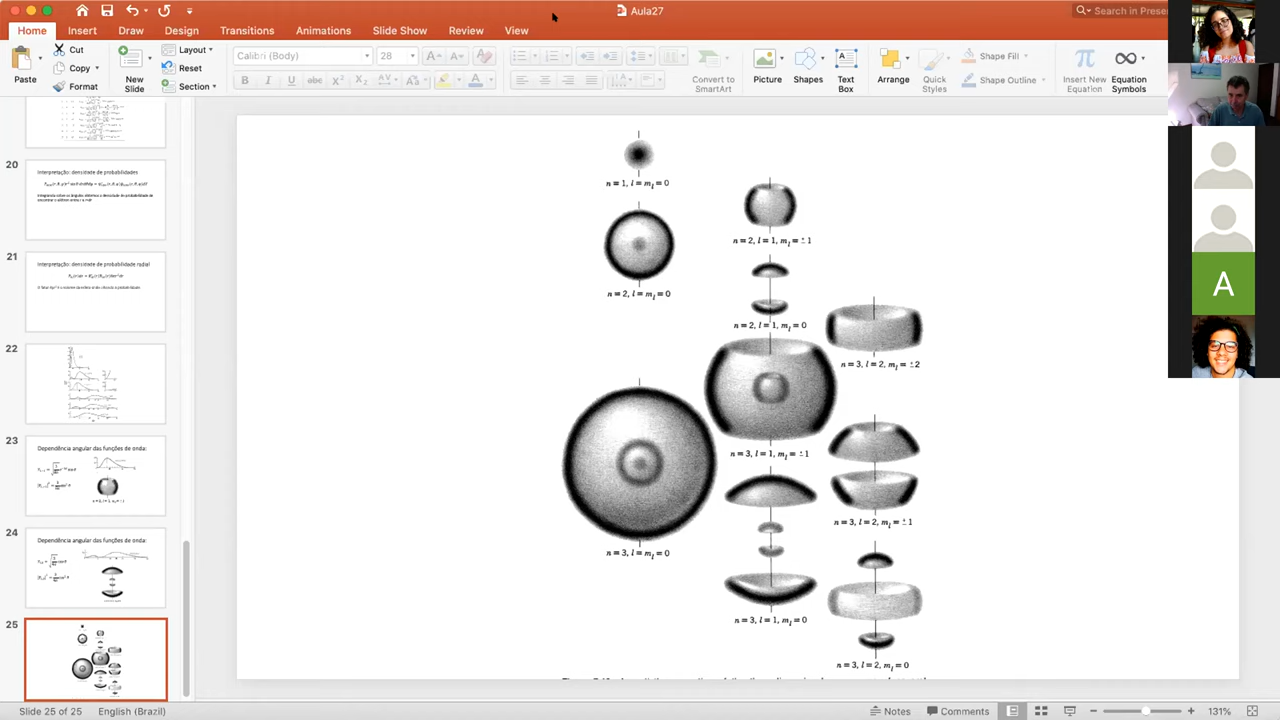 Aula27
Search in Prese
Home Insert Draw Design Transitions Animations Slide Show Review View
Paste
Cut
Copy
Format
New
Slide
Layout
Reset
Section
Calibri (Body)
28
Convert to
SmartArt
Picture
Shapes
Text
Box
Arrange
Quick
Styles
Shape Fill
Shape Outline
Insert New
Equation
Equation
Symbols
20
Interpretação: densidade de probabilidades
21
Interpretação: densidade de probabilidade radial
22
23
Dependência angular das funções de onda:
24
Dependência angular das funções de onda:
25
n = 1, l = m_l = 0
n = 2, l = 1, m_l = ±1
n = 2, l = m_l = 0
n = 2, l = 1, m_l = 0
n = 3, l = 2, m_l = ±2
n = 3, l = 1, m_l = ±1
n = 3, l = 2, m_l = ±1
n = 3, l = m_l = 0
n = 3, l = 1, m_l = 0
n = 3, l = 2, m_l = 0
A
Slide 25 of 25 English (Brazil)
Notes Comments 131%